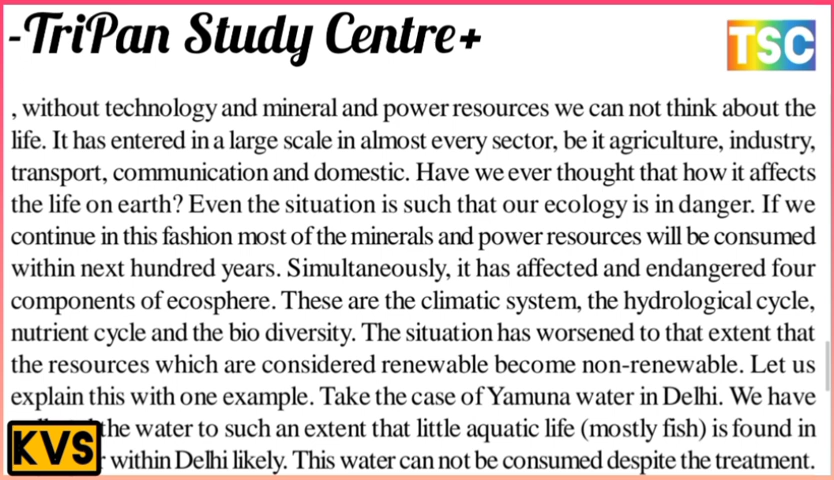 -TriPan Study Centre+
TSC
, without technology and mineral and power resources we can not think about the
life. It has entered in a large scale in almost every sector, be it agriculture, industry,
transport, communication and domestic. Have we ever thought that how it affects
the life on earth? Even the situation is such that our ecology is in danger. If we
continue in this fashion most of the minerals and power resources will be consumed
within next hundred years. Simultaneously, it has affected and endangered four
components of ecosphere. These are the climatic system, the hydrological cycle,
nutrient cycle and the bio diversity. The situation has worsened to that extent that
the resources which are considered renewable become non-renewable. Let us
explain this with one example. Take the case of Yamuna water in Delhi. We have
the water to such an extent that little aquatic life (mostly fish) is found in
within Delhi likely. This water can not be consumed despite the treatment.
KVS